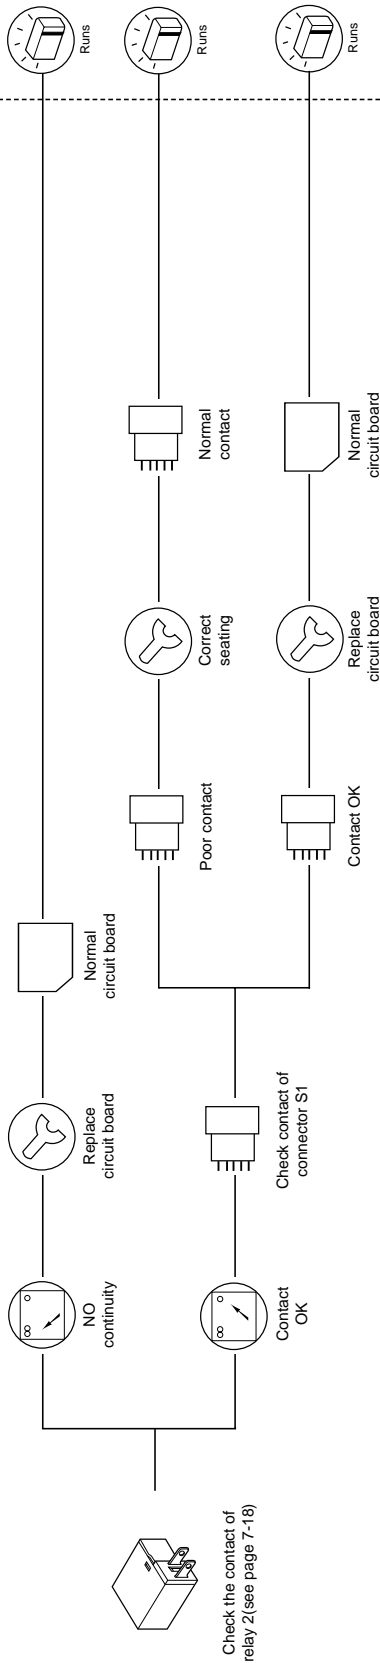 Check the contact of
relay 2(see page 7-18)
NO
continuity
Replace
circuit board
Normal
circuit board
Runs
Contact
OK
Check contact of
connector S1
Poor contact
Correct
seating
Normal
contact
Runs
Contact OK
Replace
circuit board
Normal
circuit board
Runs